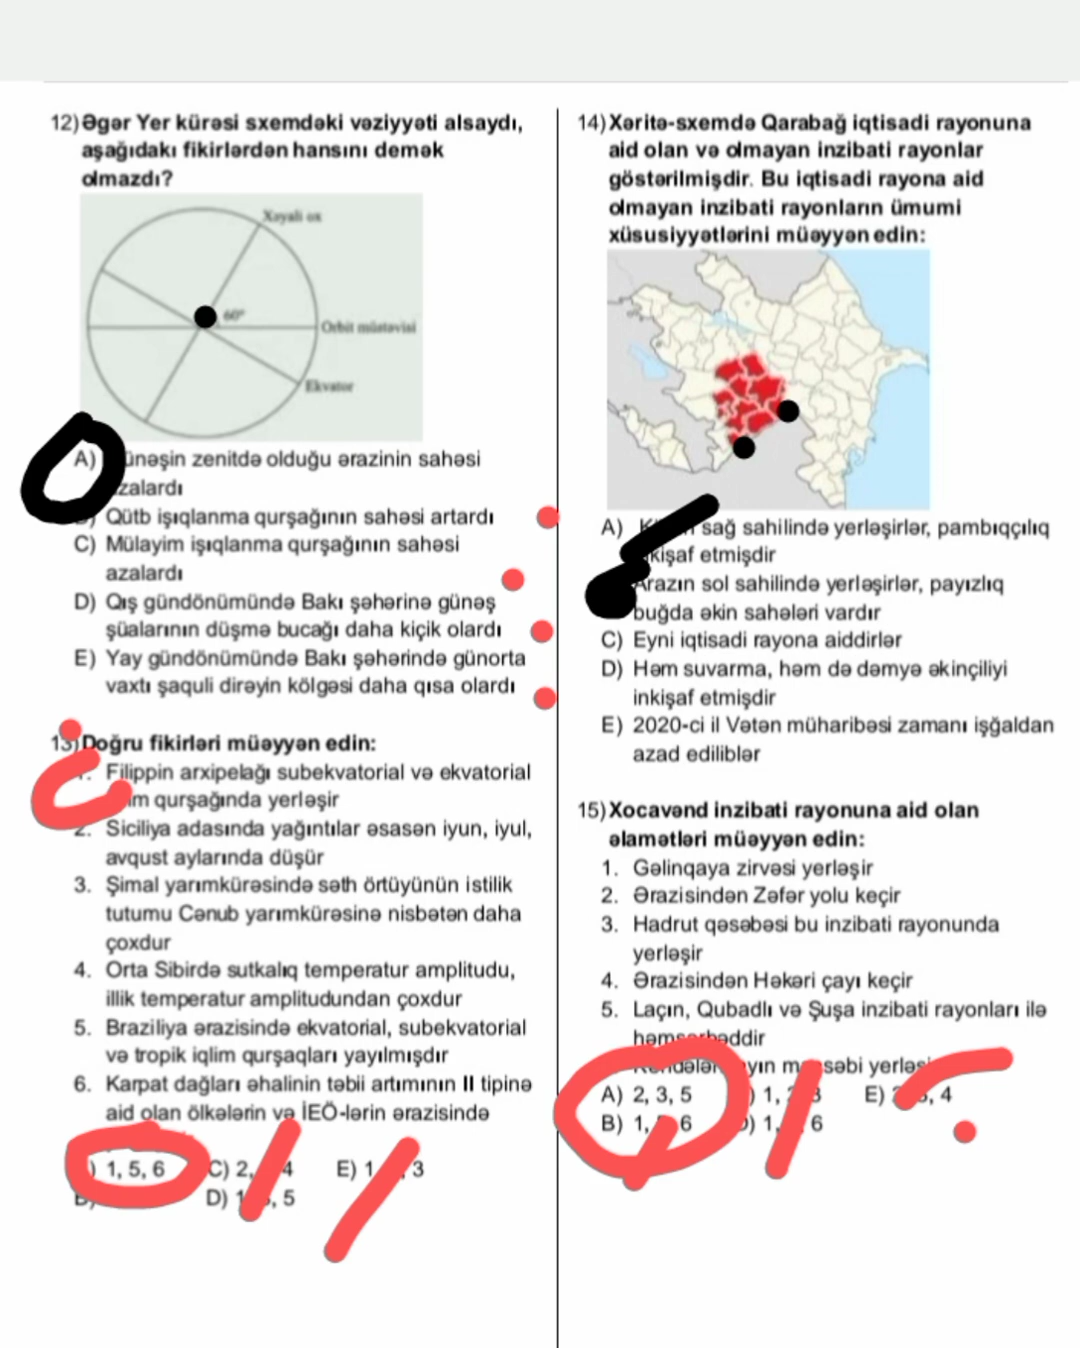 12) Əgər Yer kürəsi sxemdəki vəziyyəti alsaydı,
aşağıdakı fikirlərdən hansını demək
olmazdı?
Xəyali ox
60°
Orbit müstəvisi
Ekvator
A) ünəşin zenitdə olduğu ərazinin sahəsi
zalardı
) Qütb işıqlanma qurşağının sahəsi artardı
C) Mülayim işıqlanma qurşağının sahəsi
azalardı
D) Qış gündönümündə Bakı şəhərinə günəş
şüalarının düşmə bucağı daha kiçik olardı
E) Yay gündönümündə Bakı şəhərində günorta
vaxtı şaquli dirəyin kölgəsi daha qısa olardı
13) Doğru fikirləri müəyyən edin:
Filippin arxipelağı subekvatorial və ekvatorial
im qurşağında yerləşir
2. Siciliya adasında yağıntılar əsasən iyun, iyul,
avqust aylarında düşür
3. Şimal yarımkürəsində səth örtüyünün istilik
tutumu Cənub yarımkürəsinə nisbətən daha
çoxdur
4. Orta Sibirdə sutkalıq temperatur amplitudu,
illik temperatur amplitudundan çoxdur
5. Braziliya ərazisində ekvatorial, subekvatorial
və tropik iqlim qurşaqları yayılmışdır
6. Karpat dağları əhalinin təbii artımının II tipinə
aid olan ölkələrin və İEÖ-lərin ərazisində
) 1, 5, 6 C) 2, 4 E) 1 , 3
B) D) 1 , 5
14) Xəritə-sxemdə Qarabağ iqtisadi rayonuna
aid olan və olmayan inzibati rayonlar
göstərilmişdir. Bu iqtisadi rayona aid
olmayan inzibati rayonların ümumi
xüsusiyyətlərini müəyyən edin:
A) sağ sahilində yerləşirlər, pambıqçılıq
kişaf etmişdir
Arazın sol sahilində yerləşirlər, payızlıq
buğda əkin sahələri vardır
C) Eyni iqtisadi rayona aiddirlər
D) Həm suvarma, həm də dəmyə əkinçiliyi
inkişaf etmişdir
E) 2020-ci il Vətən müharibəsi zamanı işğaldan
azad ediliblər
15) Xocavənd inzibati rayonuna aid olan
əlamətləri müəyyən edin:
1. Gəlinqaya zirvəsi yerləşir
2. Ərazisindən Zəfər yolu keçir
3. Hadrut qəsəbəsi bu inzibati rayonunda
yerləşir
4. Ərazisindən Həkəri çayı keçir
5. Laçın, Qubadlı və Şuşa inzibati rayonları ilə
həmsərhəddir
yın m səbi yerləş
A) 2, 3, 5 ) 1, 3 E) , 4
B) 1, 6 ) 1, 6